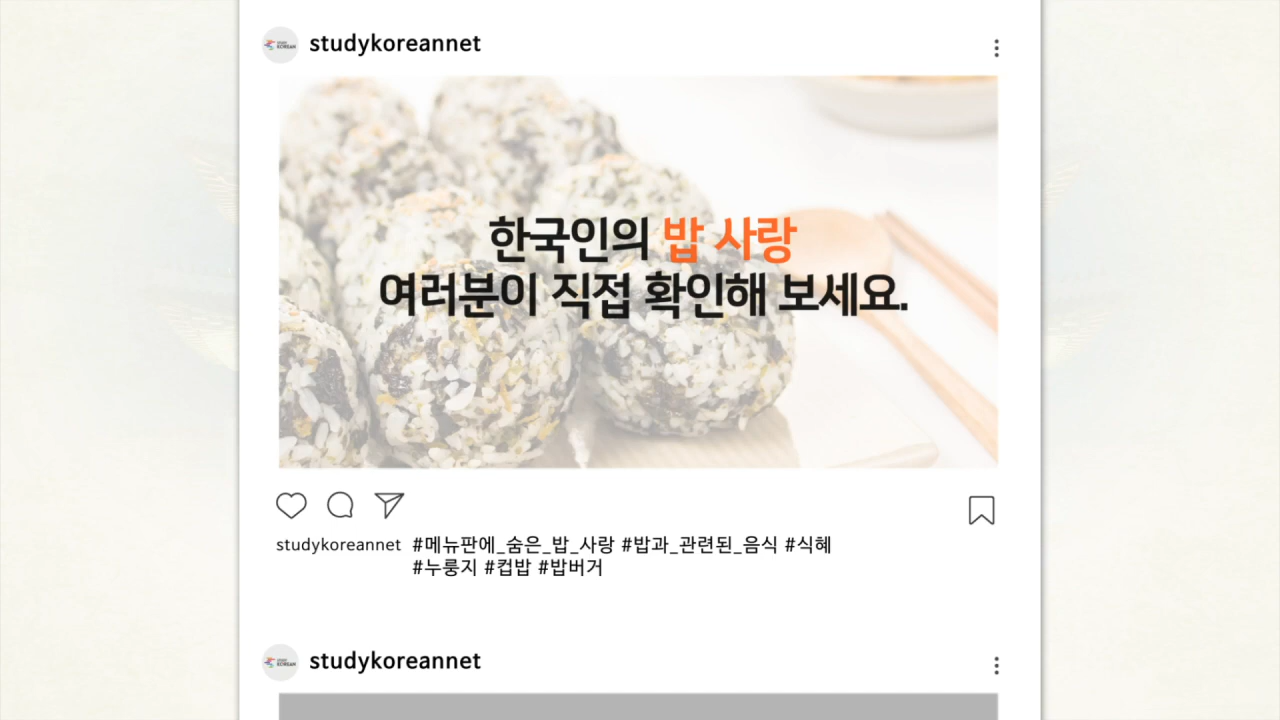 studykoreannet
한국인의 밥 사랑
여러분이 직접 확인해 보세요.
studykoreannet #메뉴판에_숨은_밥_사랑 #밥과_관련된_음식 #식혜
#누룽지 #컵밥 #밥버거
studykoreannet